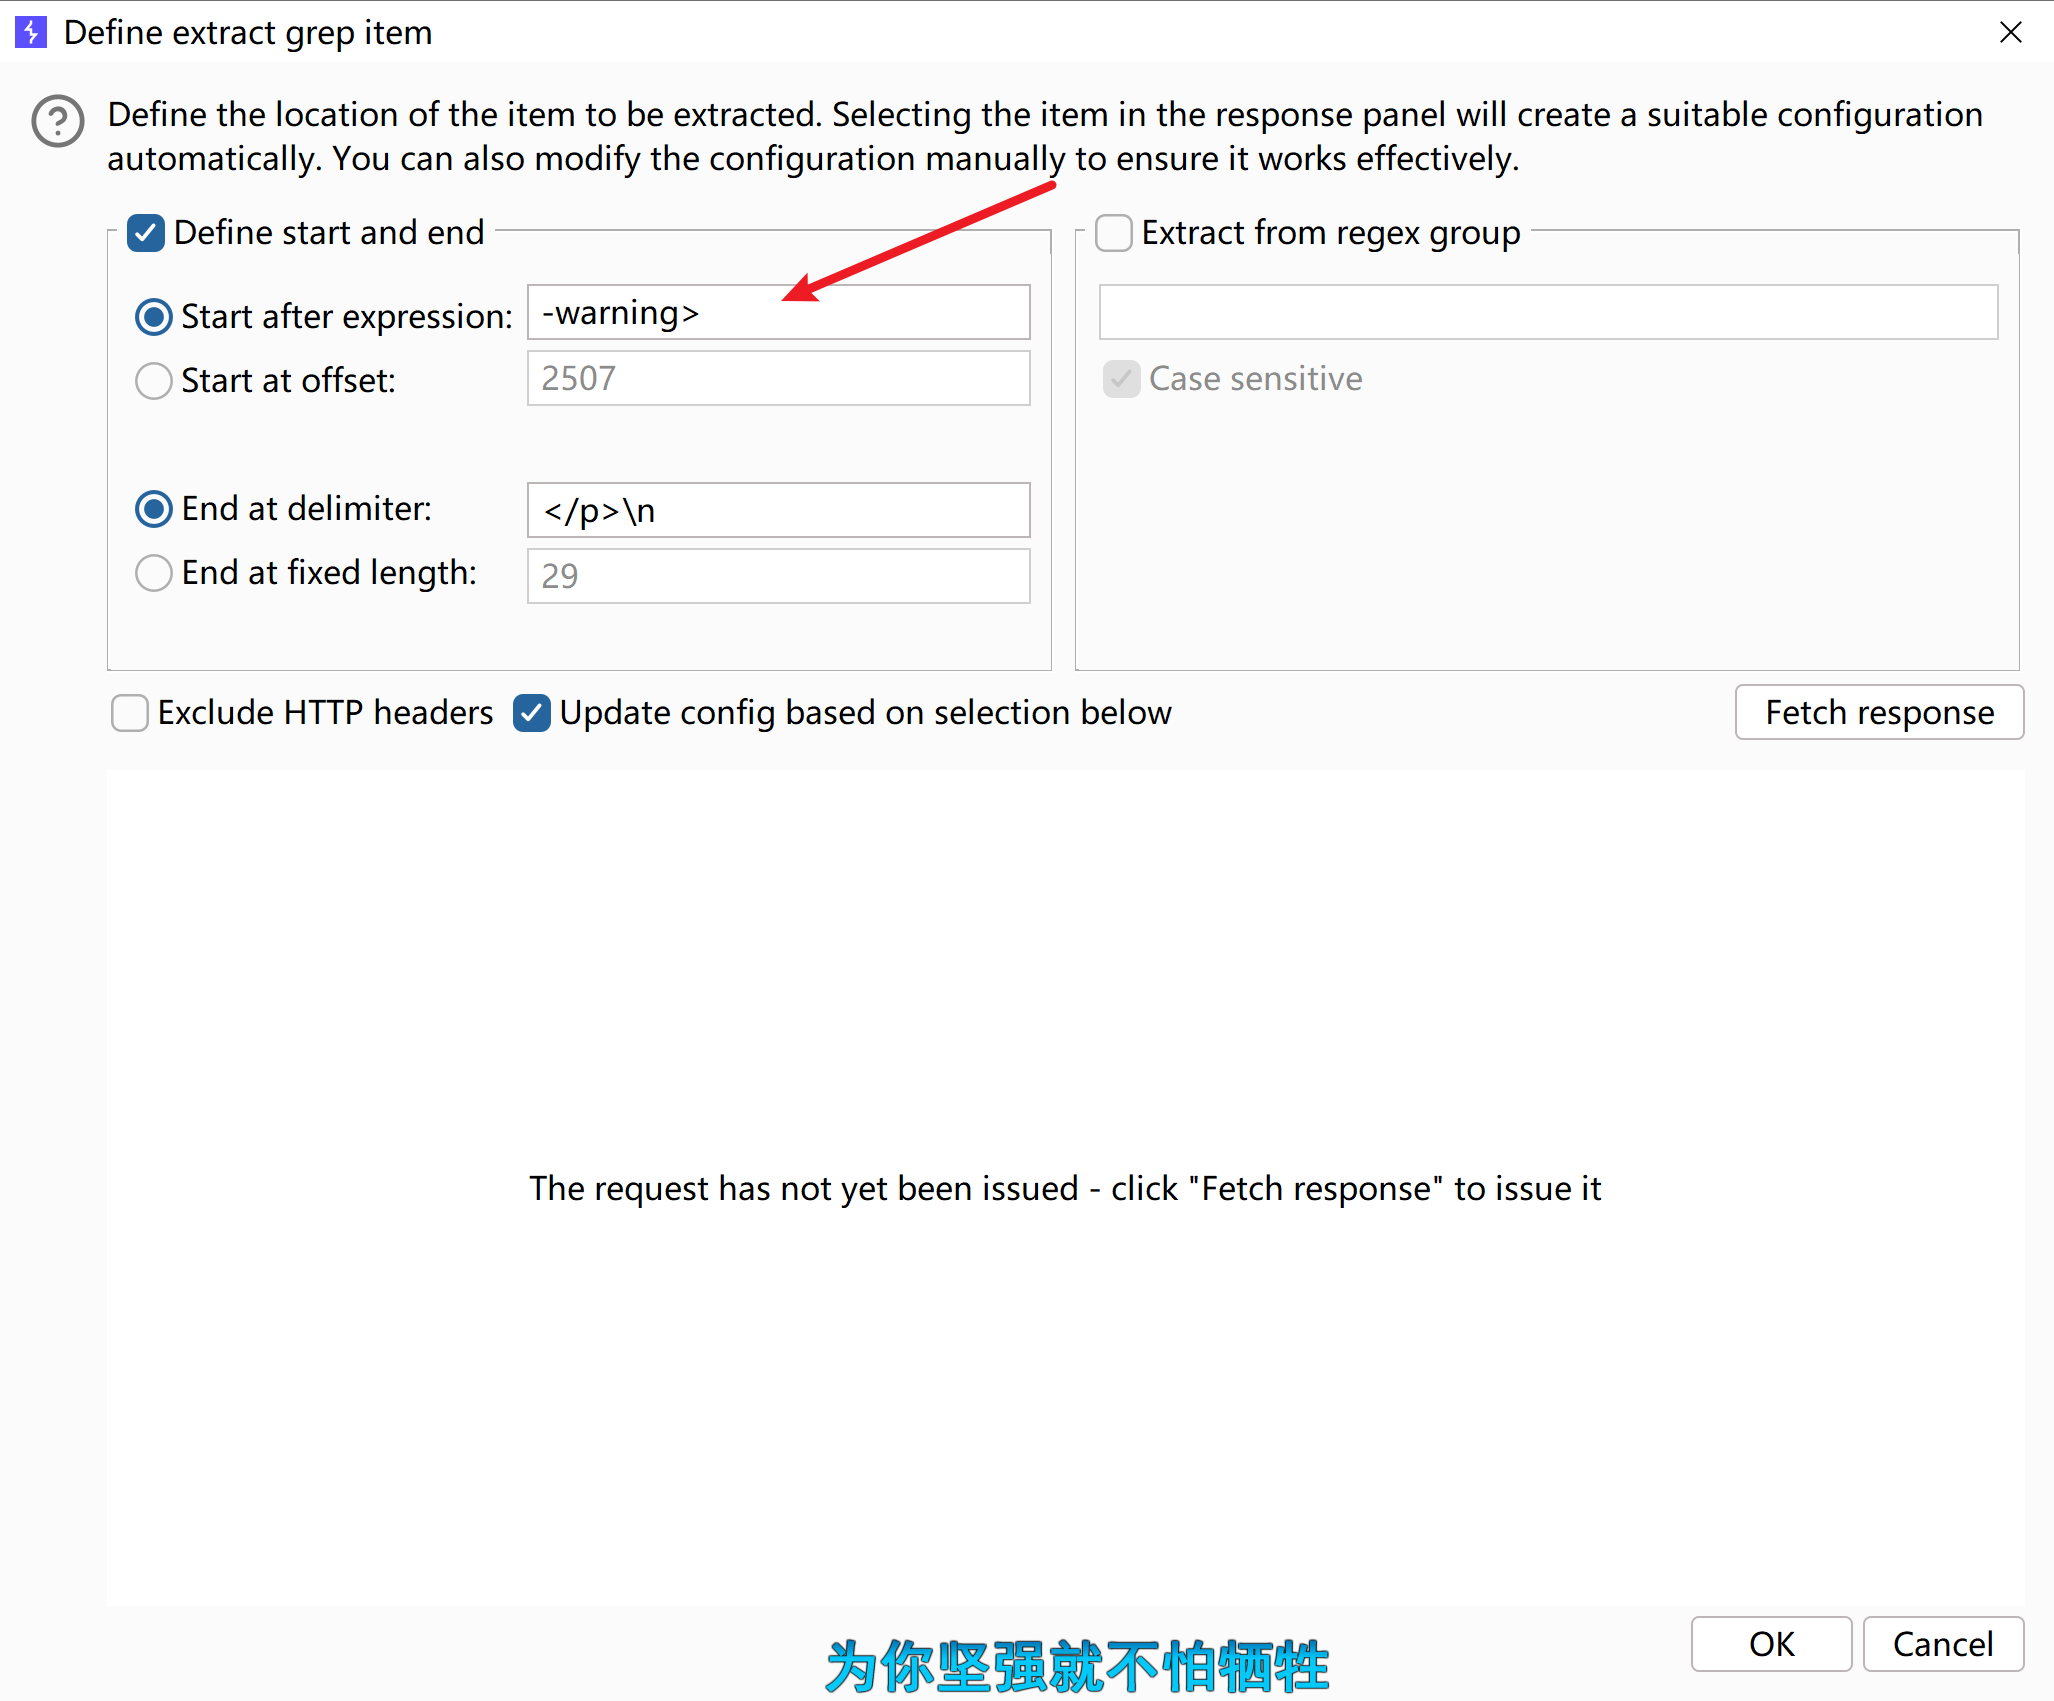 Define extract grep item
Define the location of the item to be extracted. Selecting the item in the response panel will create a suitable configuration
automatically. You can also modify the configuration manually to ensure it works effectively.
Define start and end
Start after expression: -warning>
Start at offset: 2507
End at delimiter: </p>\n
End at fixed length: 29
Extract from regex group
Case sensitive
Exclude HTTP headers Update config based on selection below Fetch response
The request has not yet been issued - click "Fetch response" to issue it
OK Cancel
为你坚强就不怕牺牲